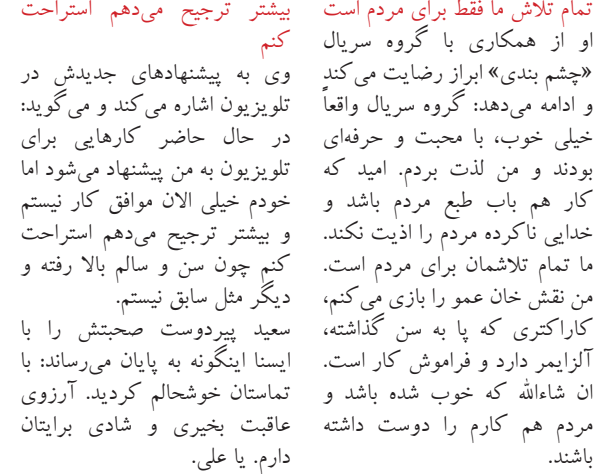 تمام تلاش ما فقط برای مردم است
او از همکاری با گروه سریال
«چشم بندی» ابراز رضایت می‌کند
و ادامه می‌دهد: گروه سریال واقعاً
خیلی خوب، با محبت و حرفه‌ای
بودند و من لذت بردم. امید که
کار هم باب طبع مردم باشد و
خدایی ناکرده مردم را اذیت نکند.
ما تمام تلاشمان برای مردم است.
من نقش خان عمو را بازی می‌کنم،
کاراکتری که پا به سن گذاشته،
آلزایمر دارد و فراموش کار است.
ان شاءالله که خوب شده باشد و
مردم هم کارم را دوست داشته
باشند.
بیشتر ترجیح می‌دهم استراحت
کنم
وی به پیشنهادهای جدیدش در
تلویزیون اشاره می‌کند و می‌گوید:
در حال حاضر کارهایی برای
تلویزیون به من پیشنهاد می‌شود اما
خودم خیلی الان موافق کار نیستم
و بیشتر ترجیح می‌دهم استراحت
کنم چون سن و سالم بالا رفته و
دیگر مثل سابق نیستم.
سعید پیردوست صحبتش را با
ایسنا اینگونه به پایان می‌رساند: با
تماستان خوشحالم کردید. آرزوی
عاقبت بخیری و شادی برایتان
دارم. یا علی.